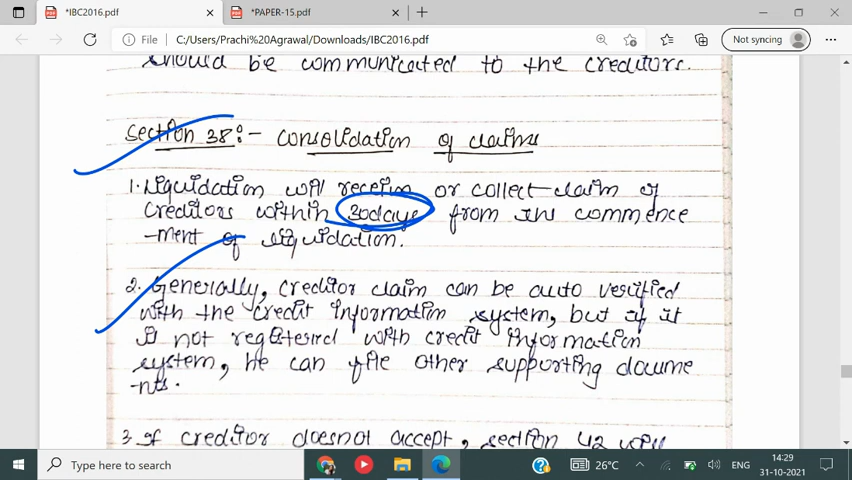 *IBC2016.pdf
*PAPER-15.pdf
File C:/Users/Prachi%20Agrawal/Downloads/IBC2016.pdf
Not syncing
should be communicated to the creditors.
Section 38:- Consolidation of claims
1. Liquidation will receive or collect claim of
creditors within 30days from the commence
-ment of liquidation.
2. Generally, creditor claim can be auto verified
with the credit information system, but if it
is not registered with credit information
system, he can file other supporting docume
-nts.
3. If creditor doesnot accept, section 42 will
Type here to search
26°C
ENG
14:29
31-10-2021